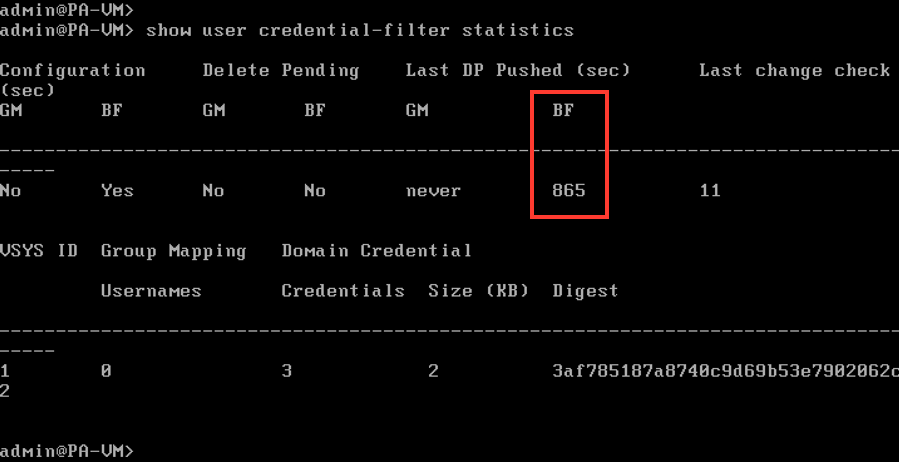 admin@PA-VM>
admin@PA-VM> show user credential-filter statistics
Configuration Delete Pending Last DP Pushed (sec) Last change check
(sec)
GM BF GM BF GM BF
--------------------------------------------------------------------------------
-----
No Yes No No never 865 11
VSYS ID Group Mapping Domain Credential
Usernames Credentials Size (KB) Digest
--------------------------------------------------------------------------------
-----
1 0 3 2 3af785187a8740c9d69b53e7902062c
2
admin@PA-VM>